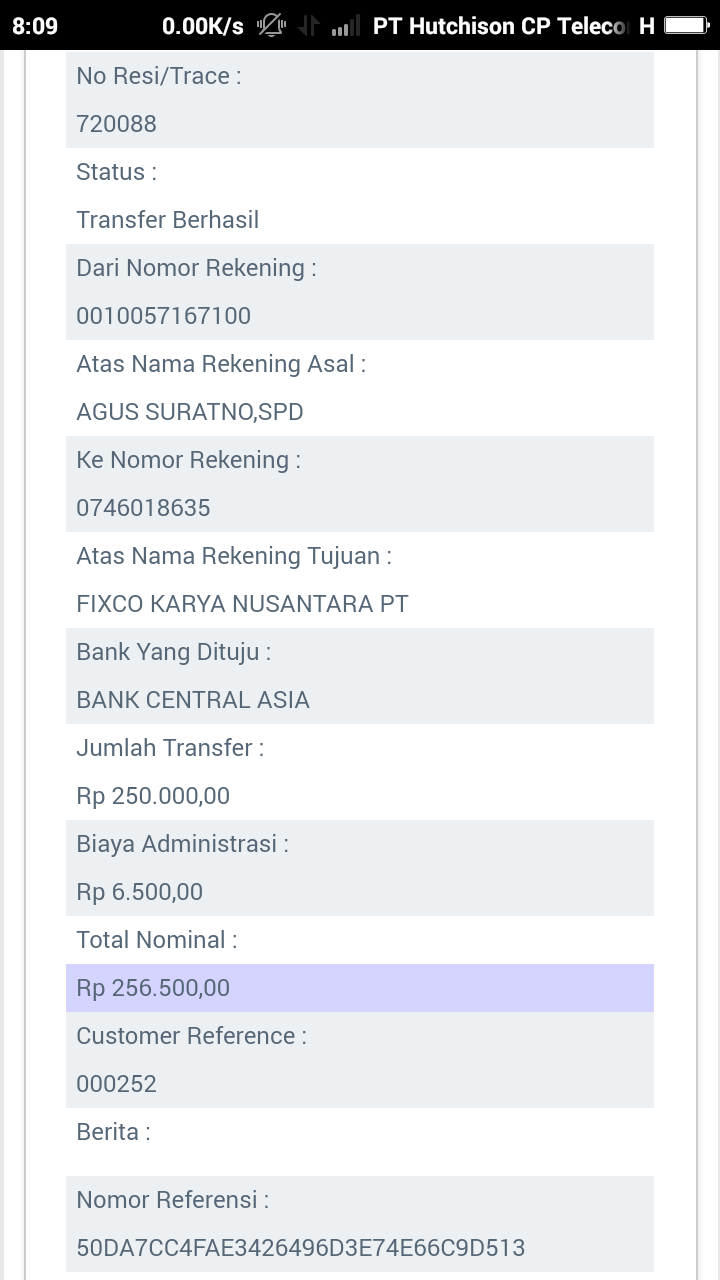 8:09 0.00K/s PT Hutchison CP Teleco H
No Resi/Trace :
720088
Status :
Transfer Berhasil
Dari Nomor Rekening :
0010057167100
Atas Nama Rekening Asal :
AGUS SURATNO,SPD
Ke Nomor Rekening :
0746018635
Atas Nama Rekening Tujuan :
FIXCO KARYA NUSANTARA PT
Bank Yang Dituju :
BANK CENTRAL ASIA
Jumlah Transfer :
Rp 250.000,00
Biaya Administrasi :
Rp 6.500,00
Total Nominal :
Rp 256.500,00
Customer Reference :
000252
Berita :
Nomor Referensi :
50DA7CC4FAE3426496D3E74E66C9D513